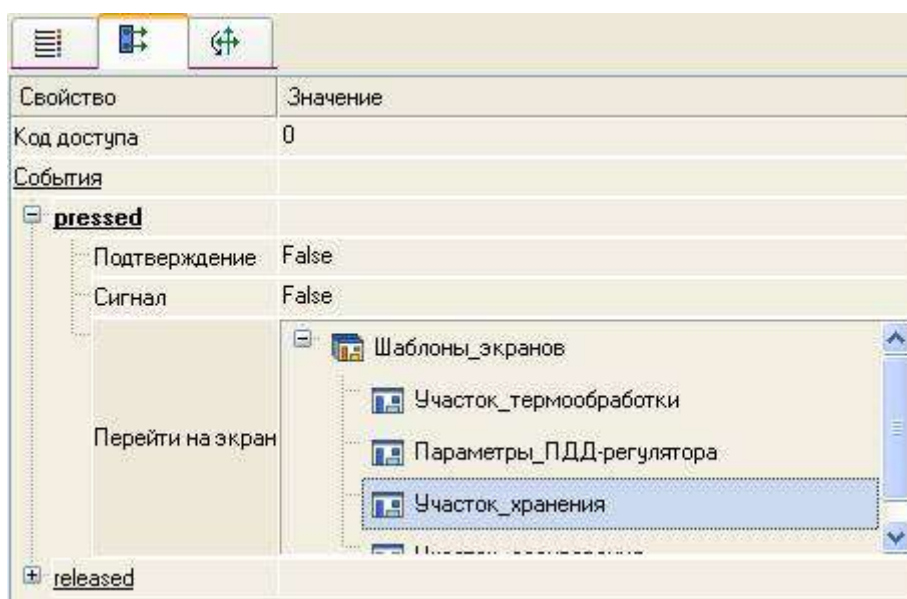 Свойство Значение
Код доступа 0
События
pressed
Подтверждение False
Сигнал False
Шаблоны_экранов
Участок_термообработки
Перейти на экран
Параметры_ПДД-регулятора
Участок_хранения
released